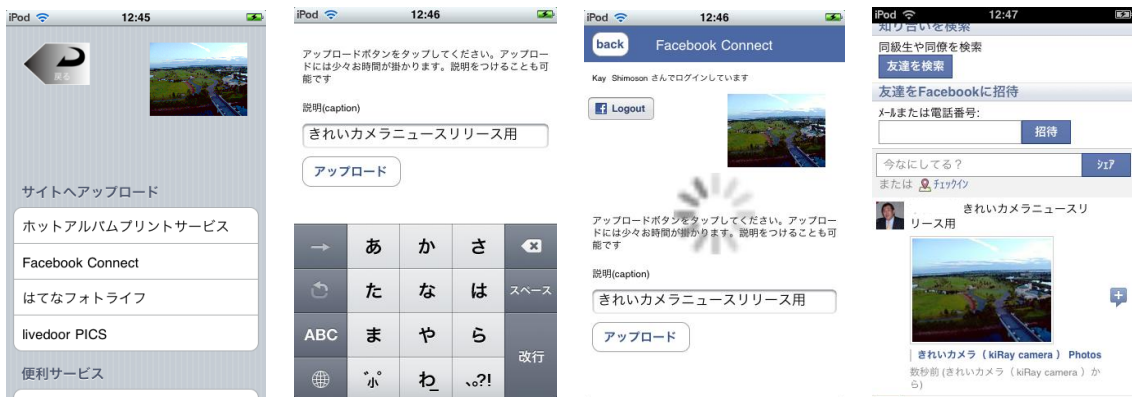 iPod 12:45
戻る
サイトへアップロード
ホットアルバムプリントサービス
Facebook Connect
はてなフォトライフ
livedoor PICS
便利サービス
iPod 12:46
アップロードボタンをタップしてください。アップロー
ドには少々お時間が掛かります。説明をつけることも可
能です
説明(caption)
きれいカメラニュースリリース用
アップロード
→ あ か さ
た な は スペース
ABC ま や ら 改行
゛゜小 わ_ 、。?!
iPod 12:46
back Facebook Connect
Kay Shimoson さんでログインしています
Logout
アップロードボタンをタップしてください。アップロー
ドには少々お時間が掛かります。説明をつけることも可
能です
説明(caption)
きれいカメラニュースリリース用
アップロード
iPod 12:47
知り合いを検索
同級生や同僚を検索
友達を検索
友達をFacebookに招待
ﾒｰﾙまたは電話番号:
招待
今なにしてる？ ｼｪｱ
または ﾁｪｯｸｲﾝ
きれいカメラニュースリ
リース用
きれいカメラ（ kiRay camera ） Photos
数秒前 (きれいカメラ（ kiRay camera ）か
ら)